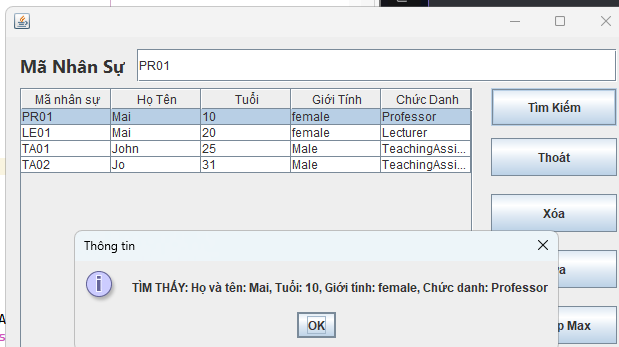 Mã Nhân Sự PR01
Mã nhân sự Họ Tên Tuổi Giới Tính Chức Danh
PR01 Mai 10 female Professor
LE01 Mai 20 female Lecturer
TA01 John 25 Male TeachingAssi...
TA02 Jo 31 Male TeachingAssi...
Tìm Kiếm
Thoát
Xóa
Thông tin
TÌM THẤY: Họ và tên: Mai, Tuổi: 10, Giới tính: female, Chức danh: Professor
OK
Max